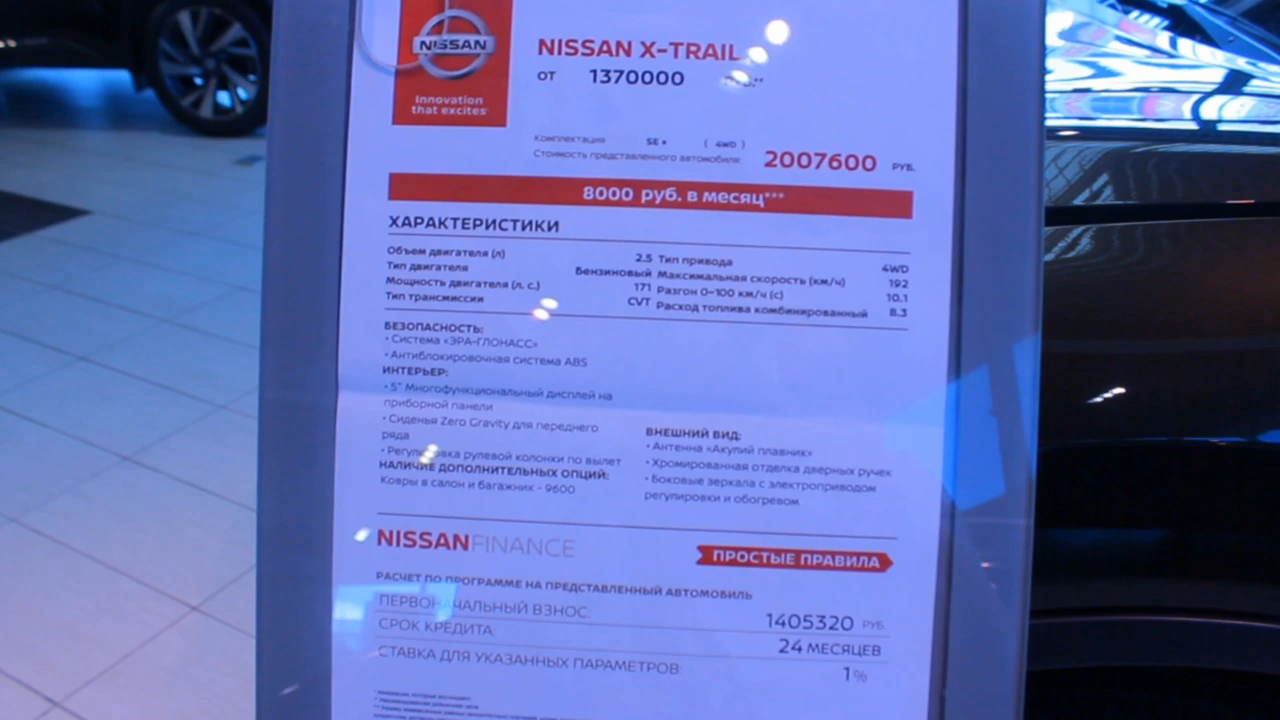 NISSAN
Innovation
that excites
NISSAN X-TRAIL
ОТ 1370000
Комплектация SE+ ( 4WD )
Стоимость представленного автомобиля: 2007600 РУБ.
8000 руб. в месяц***
ХАРАКТЕРИСТИКИ
Объем двигателя (л) 2.5 Тип привода 4WD
Тип двигателя Бензиновый Максимальная скорость (км/ч) 192
Мощность двигателя (л. с.) 171 Разгон 0-100 км/ч (с) 10.1
Тип трансмиссии CVT Расход топлива комбинированный 8.3
БЕЗОПАСНОСТЬ:
• Система «ЭРА-ГЛОНАСС»
• Антиблокировочная система ABS
ИНТЕРЬЕР:
• 5" Многофункциональный дисплей на
приборной панели
• Сиденья Zero Gravity для переднего
ряда
• Регулировка рулевой колонки по вылет
НАЛИЧИЕ ДОПОЛНИТЕЛЬНЫХ ОПЦИЙ:
Ковры в салон и багажник - 9600
ВНЕШНИЙ ВИД:
• Антенна «Акулий плавник»
• Хромированная отделка дверных ручек
• Боковые зеркала с электроприводом
регулировки и обогревом
NISSAN FINANCE
ПРОСТЫЕ ПРАВИЛА
РАСЧЕТ ПО ПРОГРАММЕ НА ПРЕДСТАВЛЕННЫЙ АВТОМОБИЛЬ
ПЕРВОНАЧАЛЬНЫЙ ВЗНОС: 1405320 РУБ.
СРОК КРЕДИТА: 24 МЕСЯЦЕВ
СТАВКА ДЛЯ УКАЗАННЫХ ПАРАМЕТРОВ: 1%